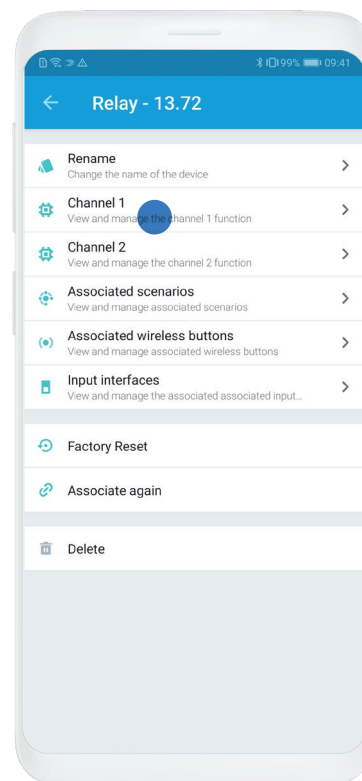 99% 09:41
Relay - 13.72
Rename
Change the name of the device
Channel 1
View and manage the channel 1 function
Channel 2
View and manage the channel 2 function
Associated scenarios
View and manage associated scenarios
Associated wireless buttons
View and manage associated wireless buttons
Input interfaces
View and manage the associated associated input...
Factory Reset
Associate again
Delete